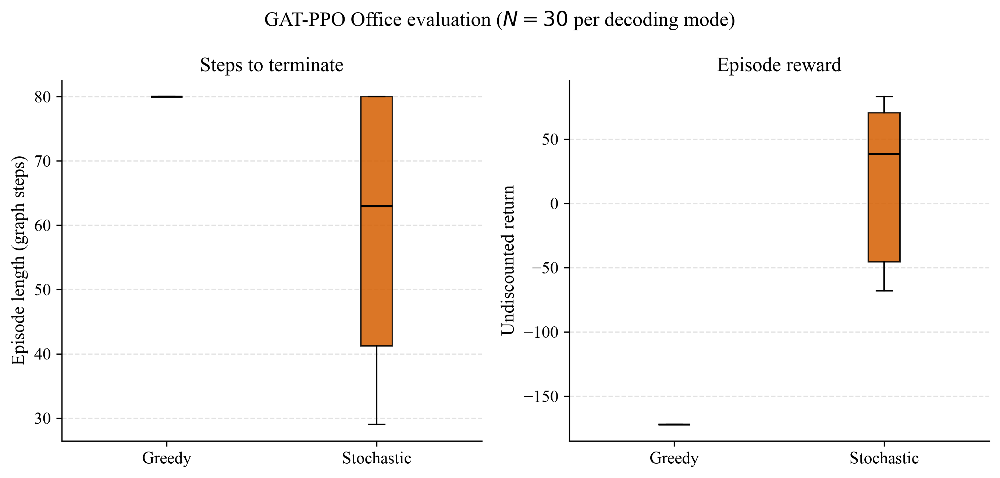 GAT-PPO Office evaluation (N = 30 per decoding mode)
Steps to terminate
Episode length (graph steps)
80
70
60
50
40
30
Greedy
Stochastic
Episode reward
Undiscounted return
50
0
−50
−100
−150
Greedy
Stochastic